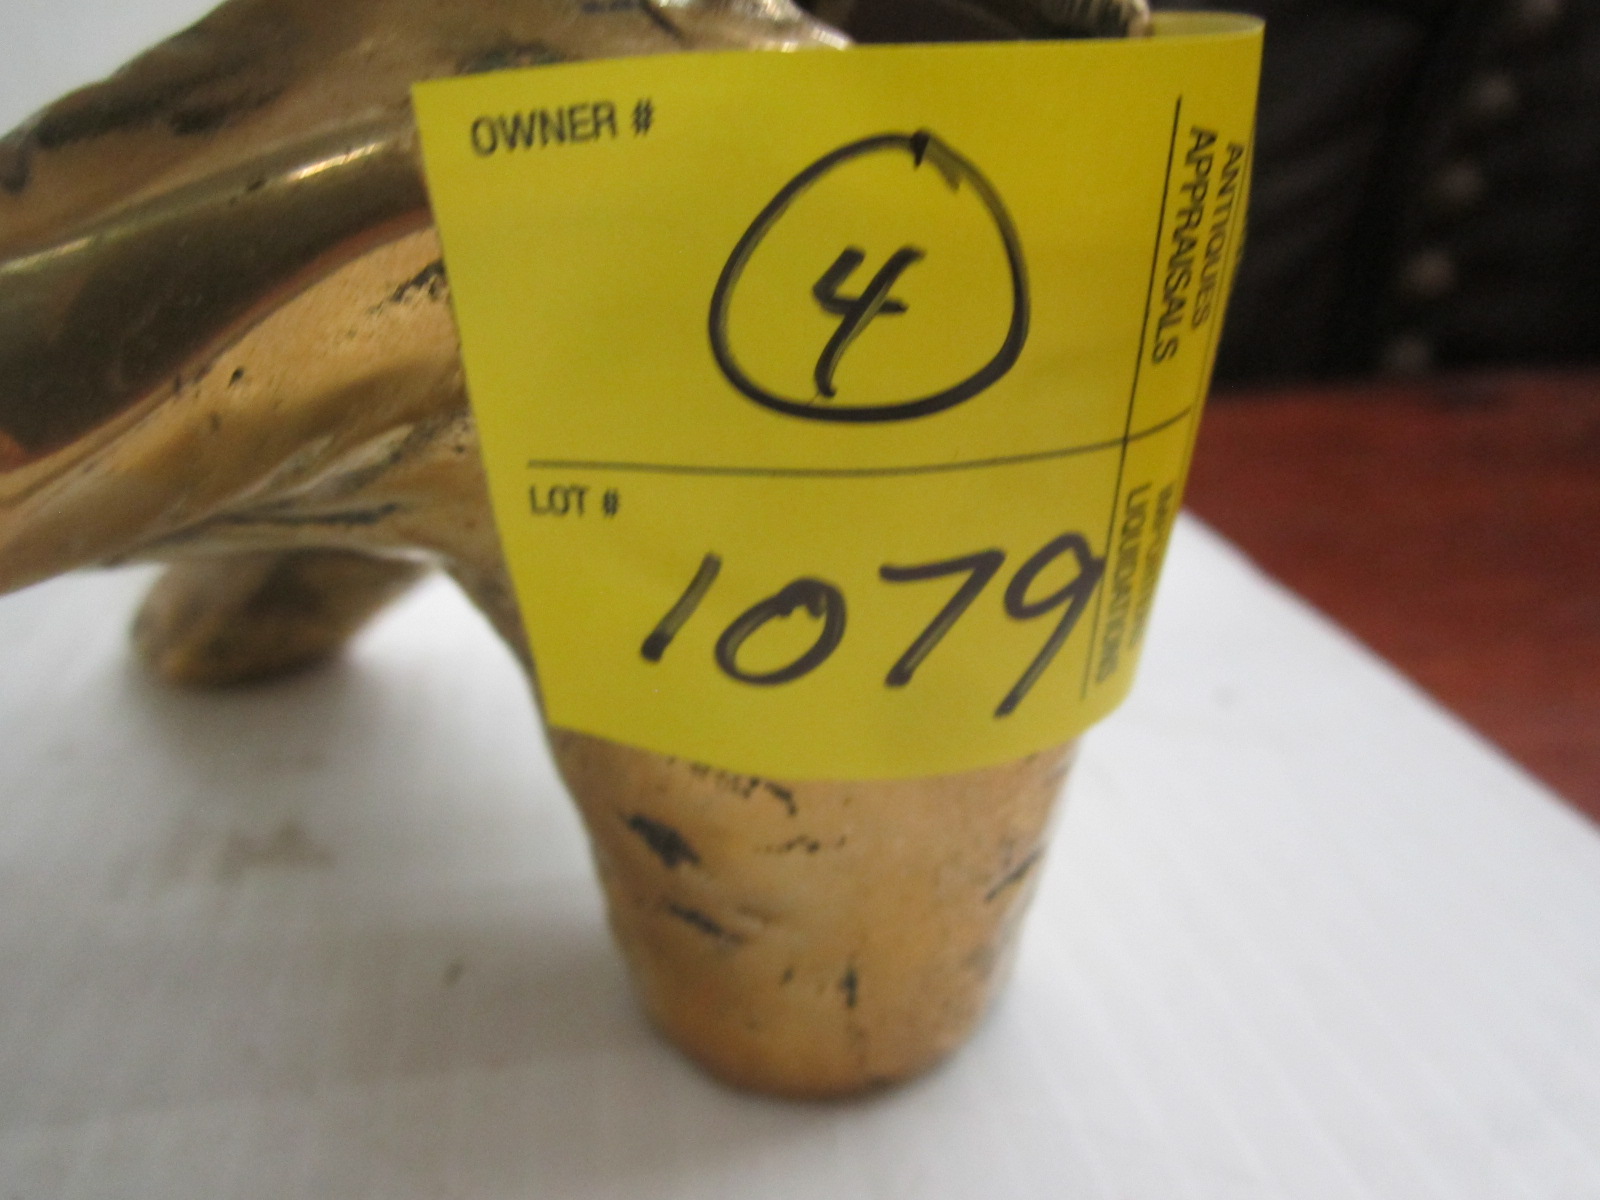 OWNER #
4
LOT #
1079
ANTIQUES
APPRAISALS
LIQUIDATIONS